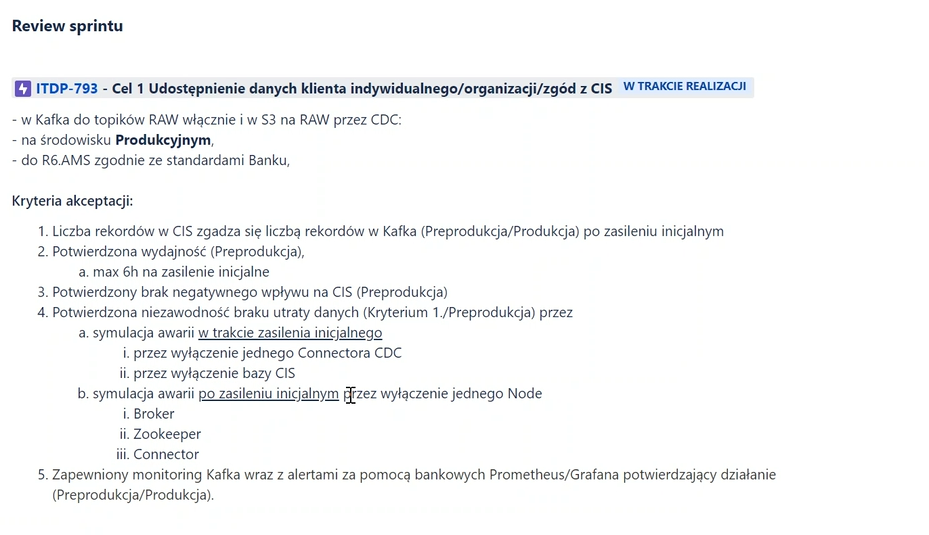 Review sprintu
ITDP-793 - Cel 1 Udostępnienie danych klienta indywidualnego/organizacji/zgód z CIS W TRAKCIE REALIZACJI
- w Kafka do topików RAW włącznie i w S3 na RAW przez CDC:
- na środowisku Produkcyjnym,
- do R6.AMS zgodnie ze standardami Banku,
Kryteria akceptacji:
1. Liczba rekordów w CIS zgadza się liczbą rekordów w Kafka (Preprodukcja/Produkcja) po zasileniu inicjalnym
2. Potwierdzona wydajność (Preprodukcja),
a. max 6h na zasilenie inicjalne
3. Potwierdzony brak negatywnego wpływu na CIS (Preprodukcja)
4. Potwierdzona niezawodność braku utraty danych (Kryterium 1./Preprodukcja) przez
a. symulacja awarii w trakcie zasilenia inicjalnego
i. przez wyłączenie jednego Connectora CDC
ii. przez wyłączenie bazy CIS
b. symulacja awarii po zasileniu inicjalnym przez wyłączenie jednego Node
i. Broker
ii. Zookeeper
iii. Connector
5. Zapewniony monitoring Kafka wraz z alertami za pomocą bankowych Prometheus/Grafana potwierdzający działanie
(Preprodukcja/Produkcja).